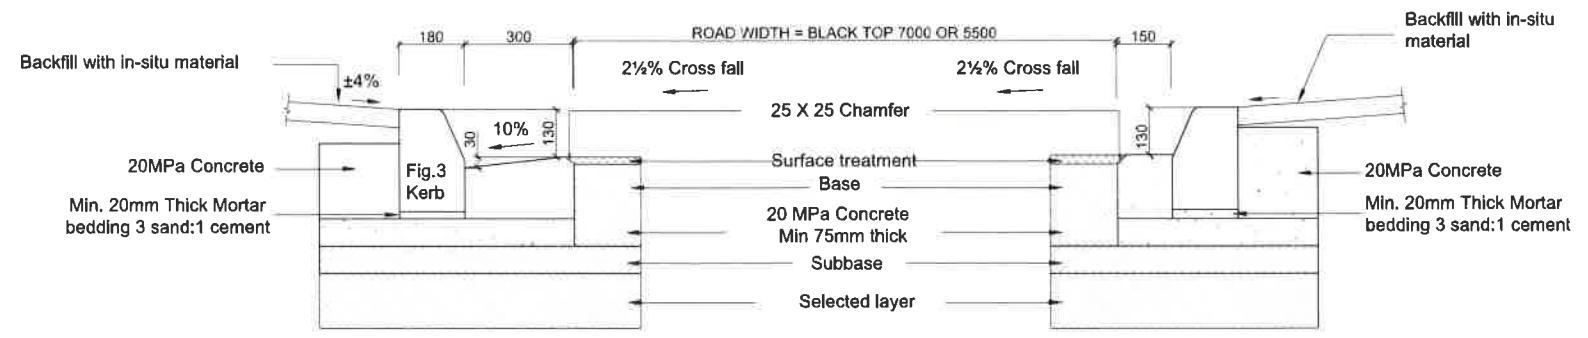 Backfill with in-situ
material
180
300
ROAD WIDTH = BLACK TOP 7000 OR 5500
150
Backfill with in-situ material
±4%
2½% Cross fall
2½% Cross fall
25 X 25 Chamfer
30
10%
130
130
Surface treatment
20MPa Concrete
Fig.3
Kerb
Base
20MPa Concrete
Min. 20mm Thick Mortar
bedding 3 sand:1 cement
20 MPa Concrete
Min 75mm thick
Min. 20mm Thick Mortar
bedding 3 sand:1 cement
Subbase
Selected layer